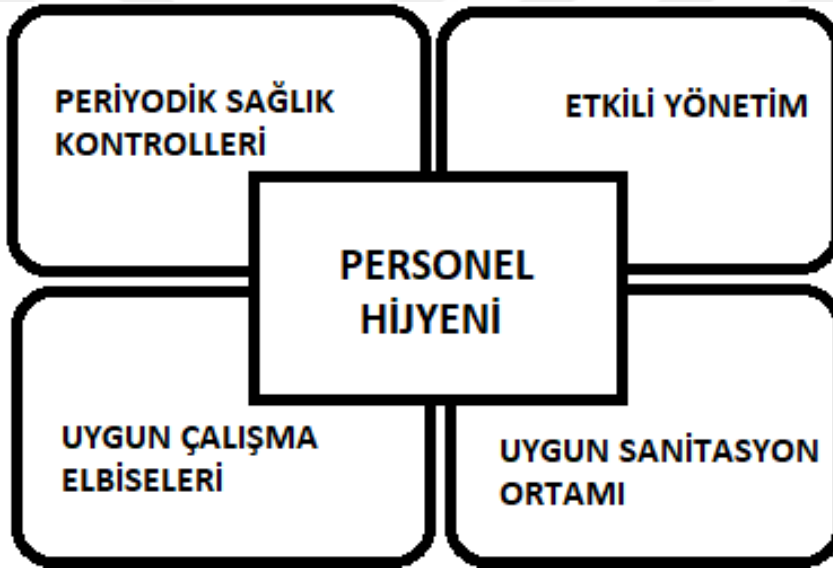 PERİYODİK SAĞLIK
KONTROLLERİ
ETKİLİ YÖNETİM
PERSONEL
HİJYENİ
UYGUN ÇALIŞMA
ELBİSELERİ
UYGUN SANİTASYON
ORTAMI